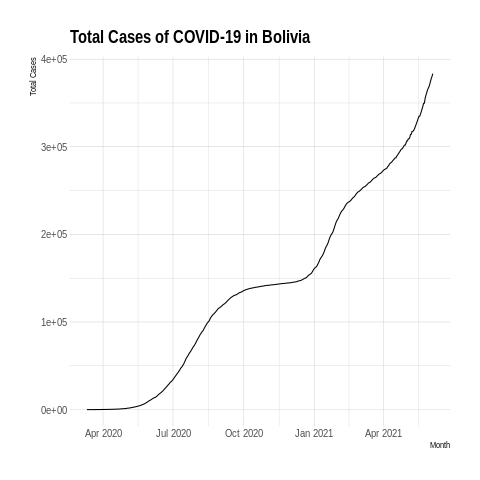 Total Cases of COVID-19 in Bolivia
Total Cases
4e+05
3e+05
2e+05
1e+05
0e+00
Apr 2020
Jul 2020
Oct 2020
Jan 2021
Apr 2021
Month